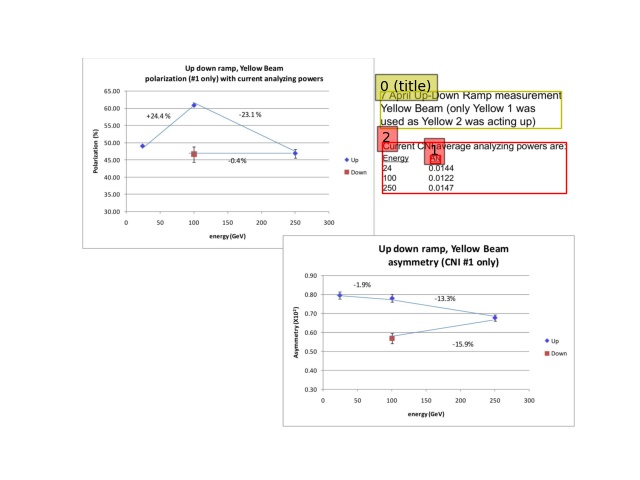 Up down ramp, Yellow Beam
polarization (#1 only) with current analyzing powers
65.00
60.00
55.00
50.00
45.00
40.00
35.00
30.00
Polarization (%)
+24.4 %
-23.1 %
-0.4%
Up
Down
0 50 100 150 200 250 300
energy (GeV)
0 (title)
7 April Up-Down Ramp measurement
Yellow Beam (only Yellow 1 was
used as Yellow 2 was acting up)
2
1
Current CNI average analyzing powers are:
Energy
24 0.0144
100 0.0122
250 0.0147
Up down ramp, Yellow Beam
asymmetry (CNI #1 only)
0.90
0.80
0.70
0.60
0.50
0.40
0.30
-1.9%
-13.3%
-15.9%
Up
Down
0 50 100 150 200 250 300
energy (GeV)